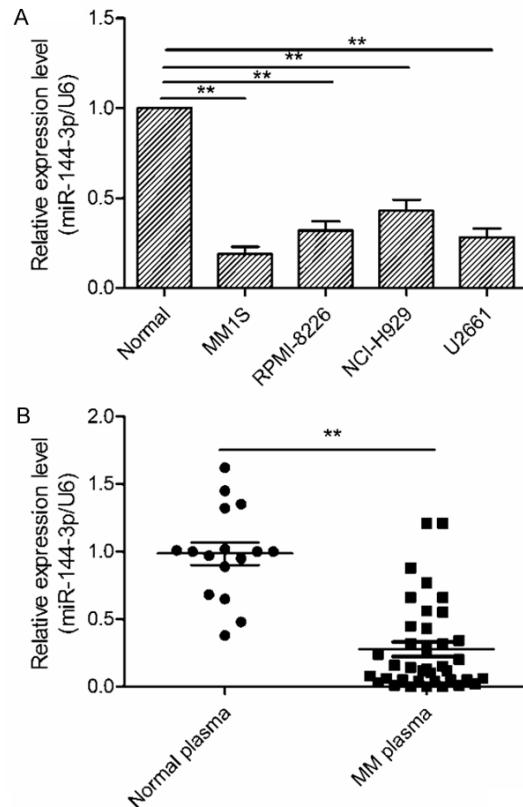 A
Relative expression level
(miR-144-3p/U6)
1.5
1.0
0.5
0.0
**
**
**
**
Normal
MM1S
RPMI-8226
NCI-H929
U2661
B
Relative expression level
(miR-144-3p/U6)
2.0
1.5
1.0
0.5
0.0
**
Normal plasma
MM plasma